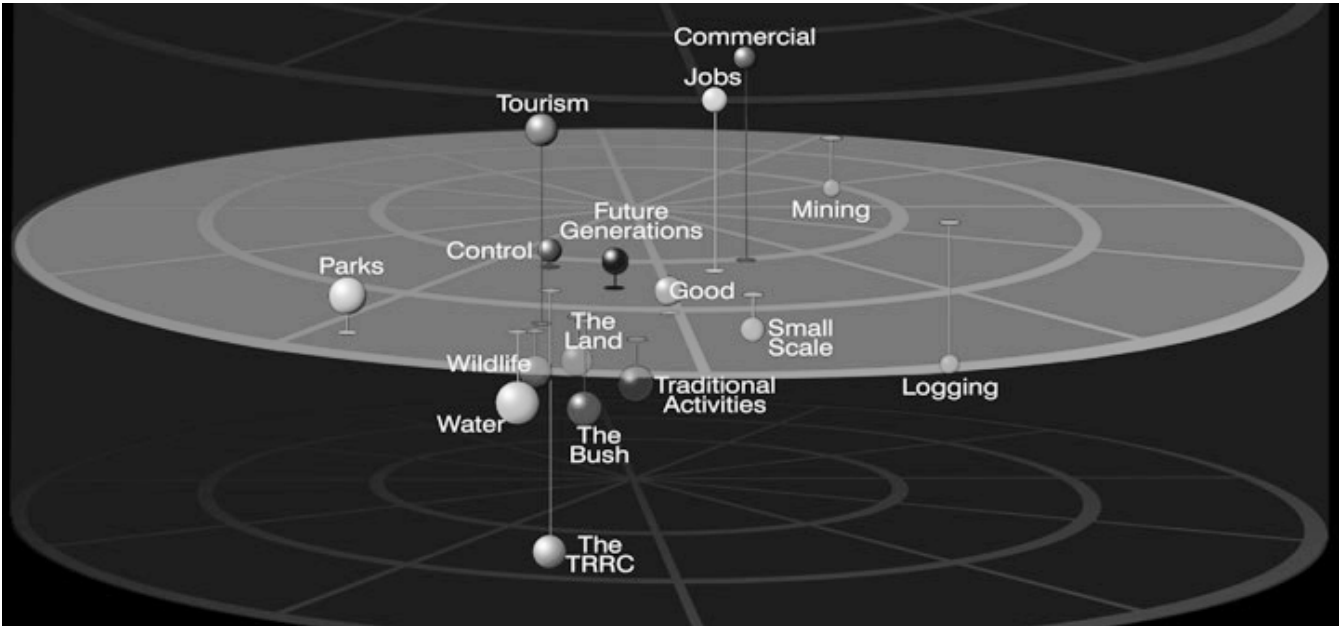 Commercial
Jobs
Tourism
Mining
Future
Generations
Control
Parks
Good
The
Land
Small
Scale
Wildlife
Traditional
Activities
Logging
Water
The
Bush
The
TRRC